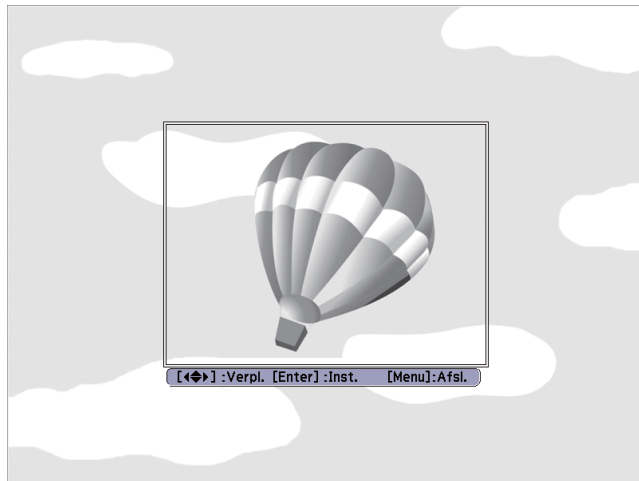 [◀◆▶] :Verpl. [Enter] :Inst. [Menu]:Afsl.